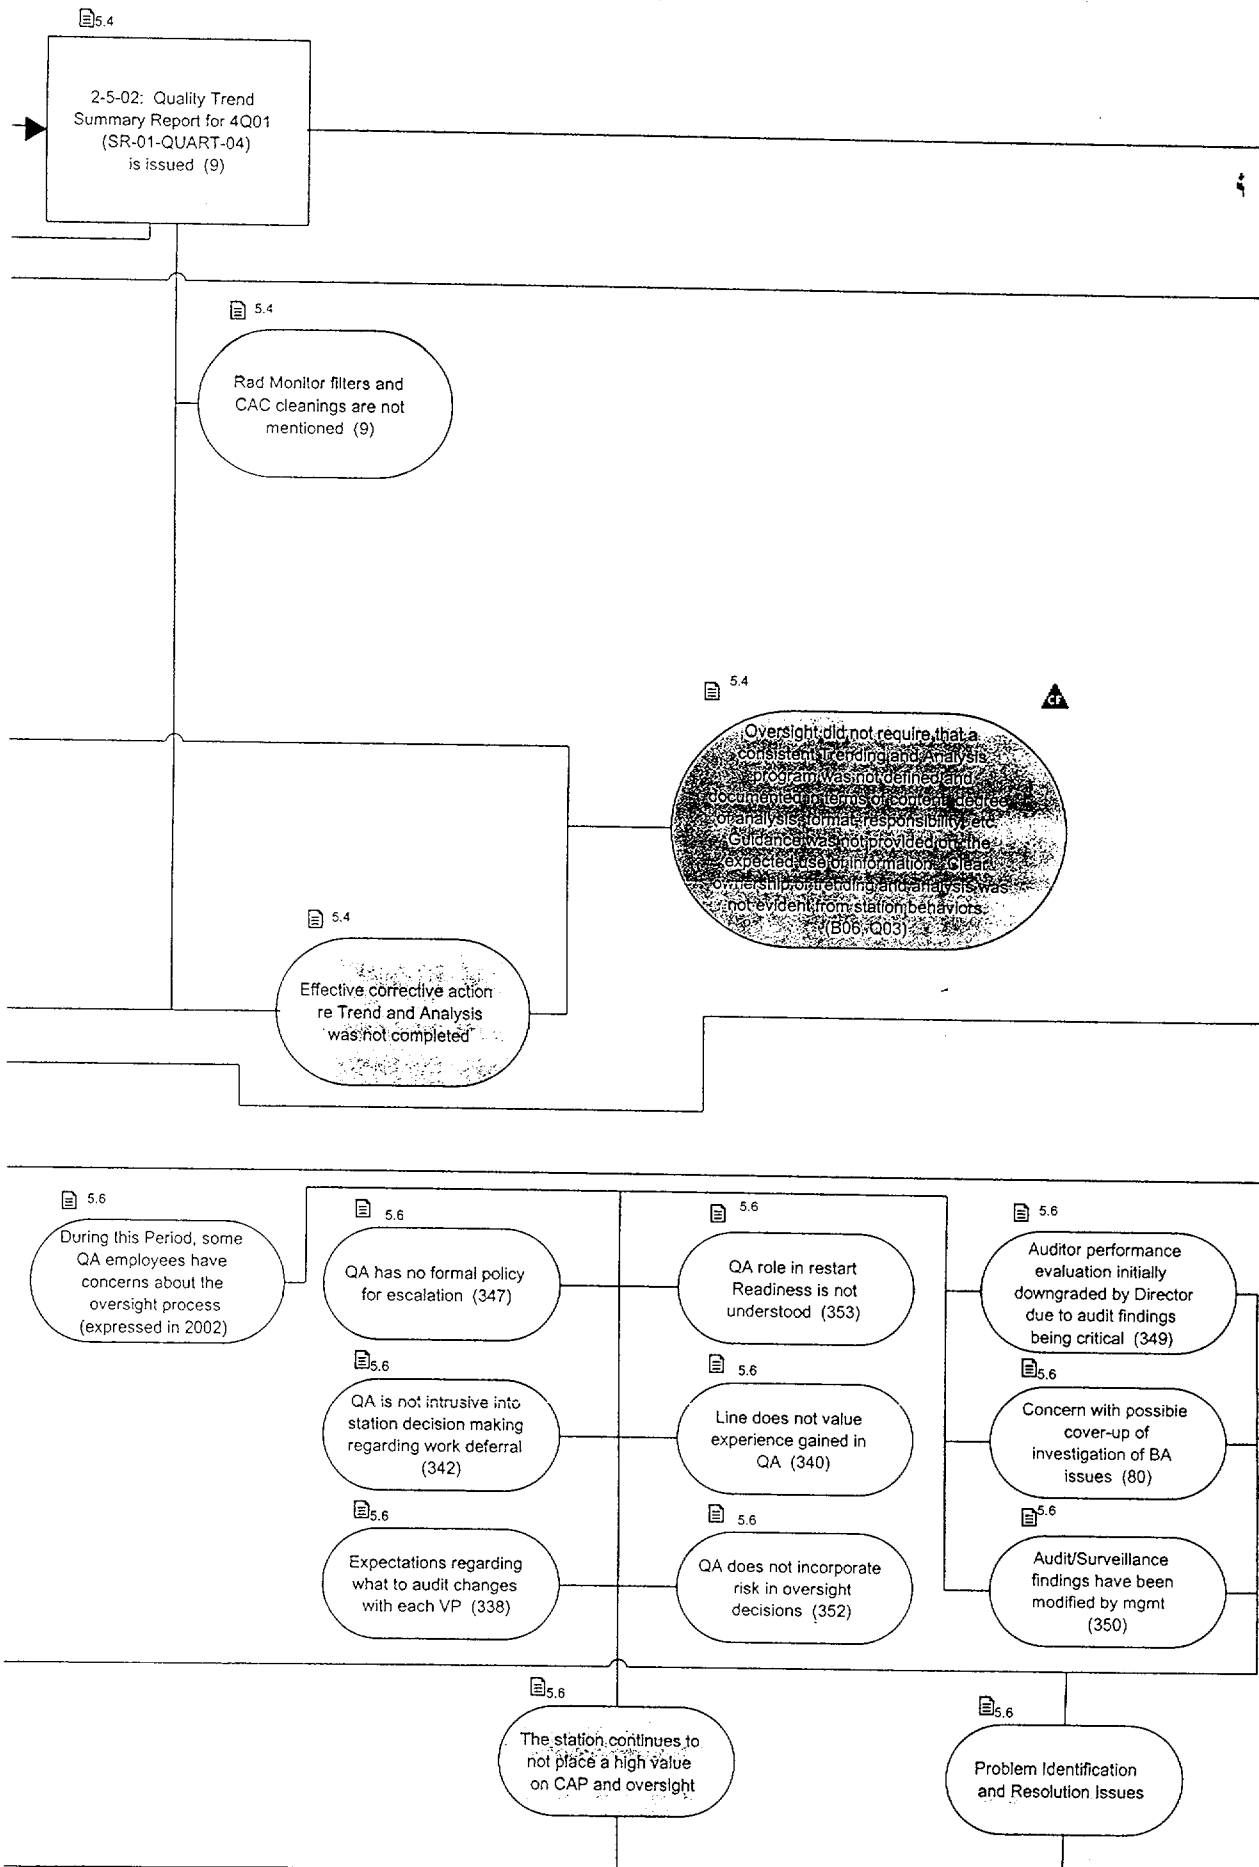 5.4
2-5-02: Quality Trend
Summary Report for 4Q01
(SR-01-QUART-04)
is issued (9)
5.4
Rad Monitor filters and
CAC cleanings are not
mentioned (9)
5.4
CF
Oversight did not require that a
consistent Trending and Analysis
program was not defined and
documented in terms of content, degree
of analysis, format, responsibility, etc.
Guidance was not provided on the
expected use of information. Clear
ownership of trending and analysis was
not evident from station behaviors.
(B06, Q03)
5.4
Effective corrective action
re Trend and Analysis
was not completed
5.6
During this Period, some
QA employees have
concerns about the
oversight process
(expressed in 2002)
5.6
QA has no formal policy
for escalation (347)
5.6
QA role in restart
Readiness is not
understood (353)
5.6
Auditor performance
evaluation initially
downgraded by Director
due to audit findings
being critical (349)
5.6
QA is not intrusive into
station decision making
regarding work deferral
(342)
5.6
Line does not value
experience gained in
QA (340)
5.6
Concern with possible
cover-up of
investigation of BA
issues (80)
5.6
Expectations regarding
what to audit changes
with each VP (338)
5.6
QA does not incorporate
risk in oversight
decisions (352)
5.6
Audit/Surveillance
findings have been
modified by mgmt
(350)
5.6
The station continues to
not place a high value
on CAP and oversight
5.6
Problem Identification
and Resolution Issues